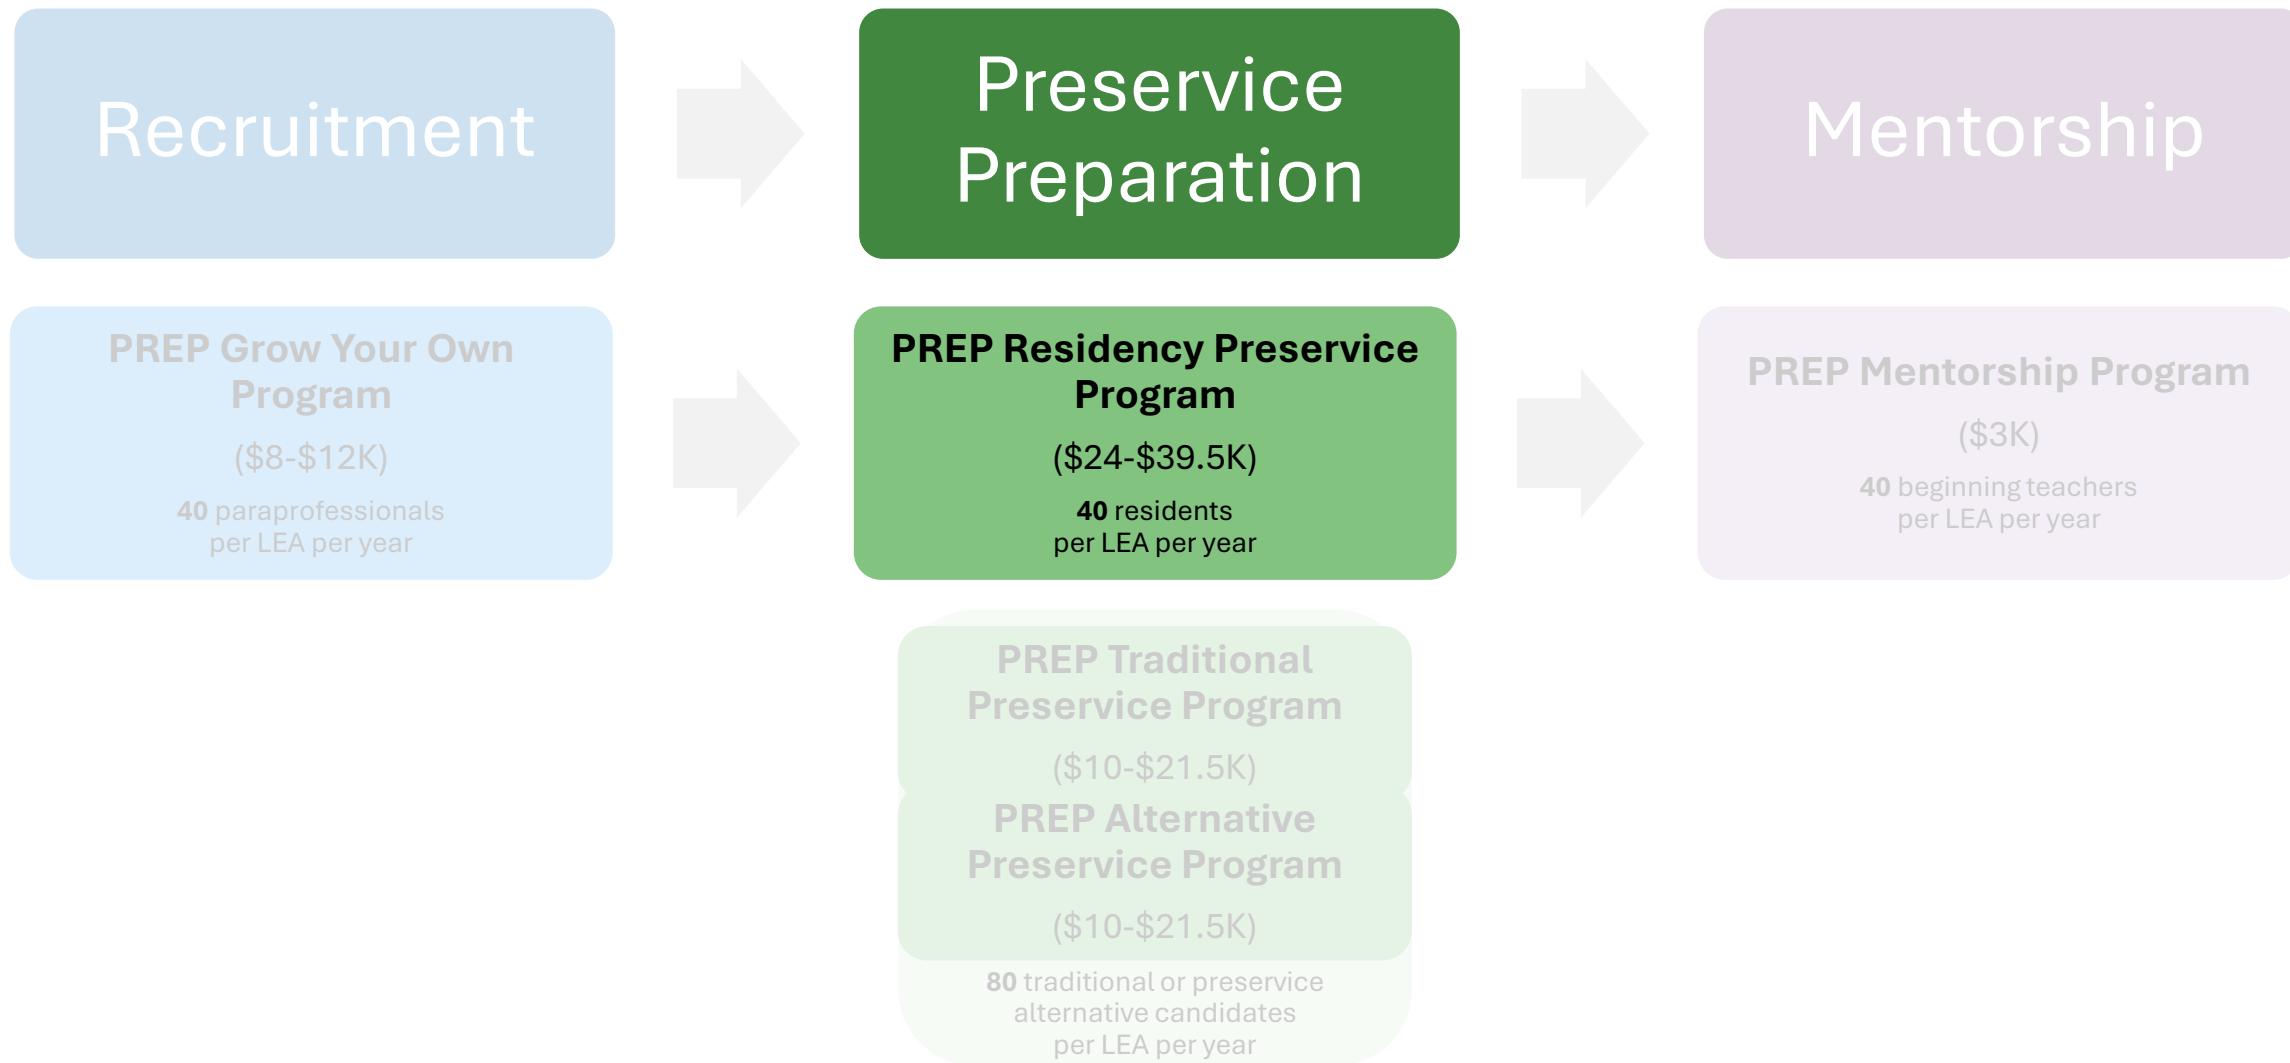 Recruitment
Preservice
Preparation
Mentorship
PREP Grow Your Own
Program
($8-$12K)
40 paraprofessionals
per LEA per year
PREP Residency Preservice
Program
($24-$39.5K)
40 residents
per LEA per year
PREP Mentorship Program
($3K)
40 beginning teachers
per LEA per year
PREP Traditional
Preservice Program
($10-$21.5K)
PREP Alternative
Preservice Program
($10-$21.5K)
80 traditional or preservice
alternative candidates
per LEA per year